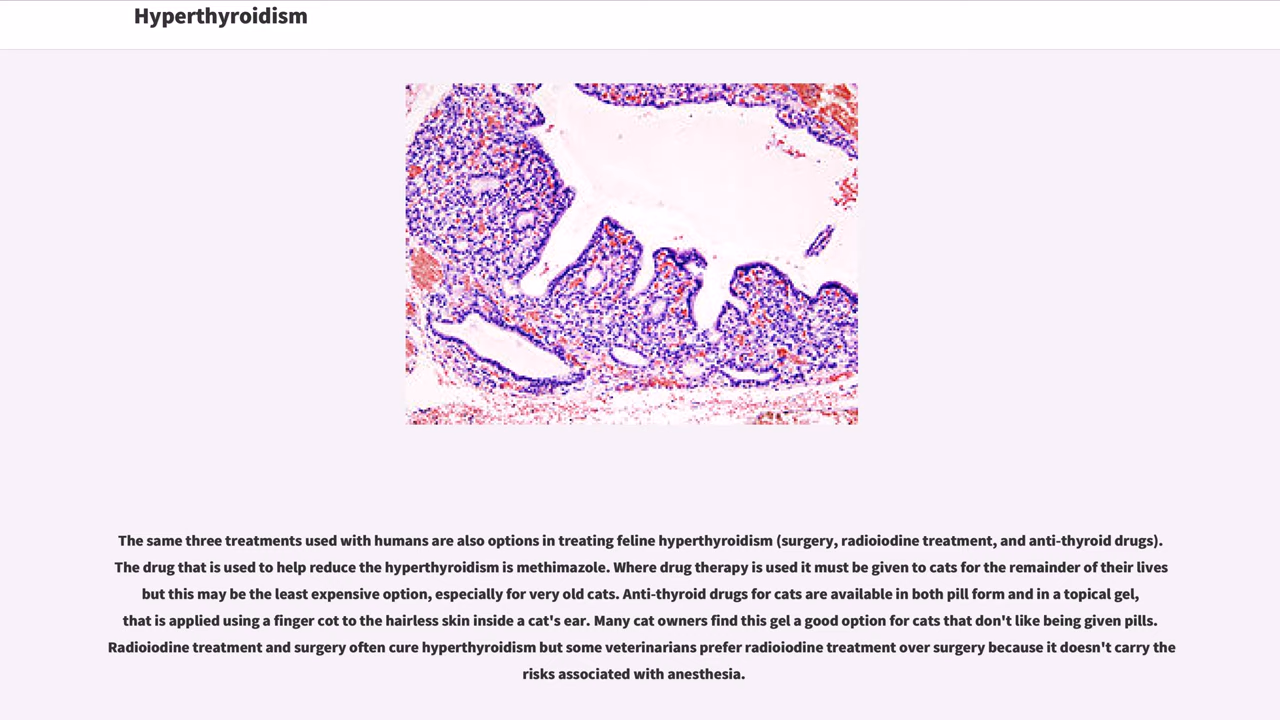 Hyperthyroidism
The same three treatments used with humans are also options in treating feline hyperthyroidism (surgery, radioiodine treatment, and anti-thyroid drugs).
The drug that is used to help reduce the hyperthyroidism is methimazole. Where drug therapy is used it must be given to cats for the remainder of their lives
but this may be the least expensive option, especially for very old cats. Anti-thyroid drugs for cats are available in both pill form and in a topical gel,
that is applied using a finger cot to the hairless skin inside a cat's ear. Many cat owners find this gel a good option for cats that don't like being given pills.
Radioiodine treatment and surgery often cure hyperthyroidism but some veterinarians prefer radioiodine treatment over surgery because it doesn't carry the
risks associated with anesthesia.